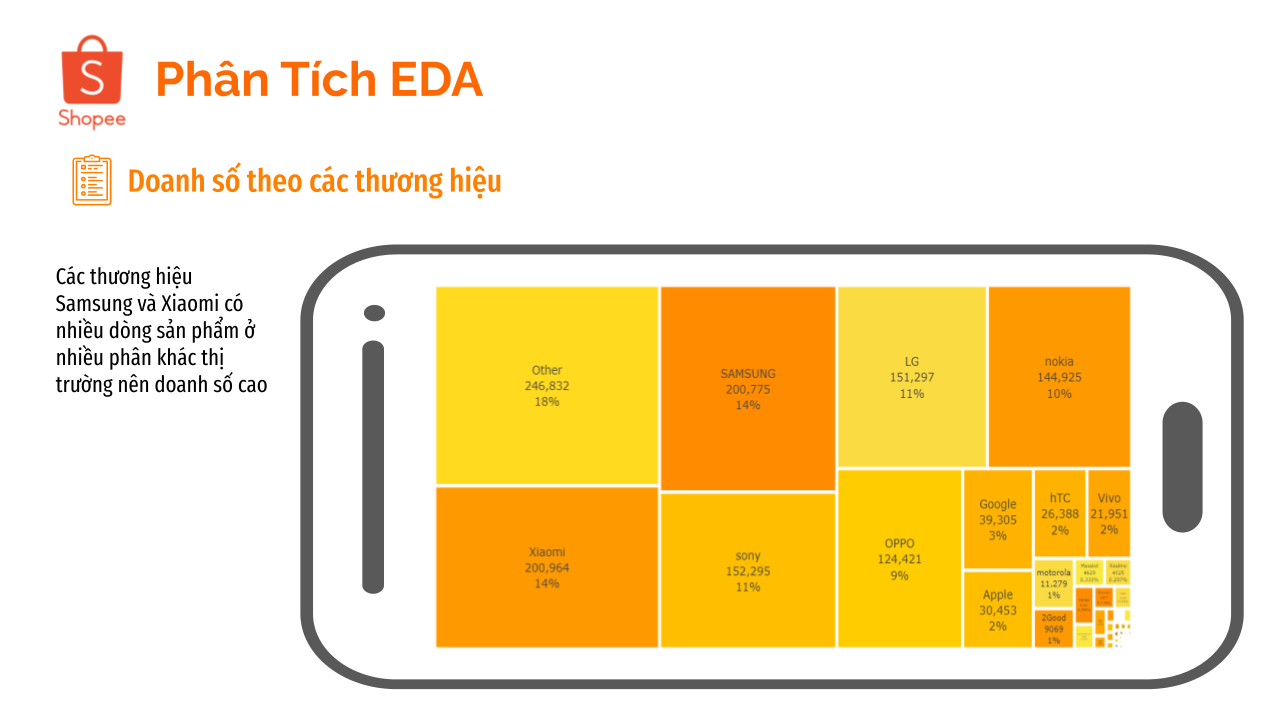 S
Shopee
Phân Tích EDA
Doanh số theo các thương hiệu
Các thương hiệu
Samsung và Xiaomi có
nhiều dòng sản phẩm ở
nhiều phân khác thị
trường nên doanh số cao
Other
246,832
18%
SAMSUNG
200,775
14%
LG
151,297
11%
nokia
144,925
10%
Xiaomi
200,964
14%
sony
152,295
11%
OPPO
124,421
9%
Google
39,305
3%
hTC
26,388
2%
Vivo
21,951
2%
Apple
30,453
2%
motorola
11,279
1%
2Good
9069
1%